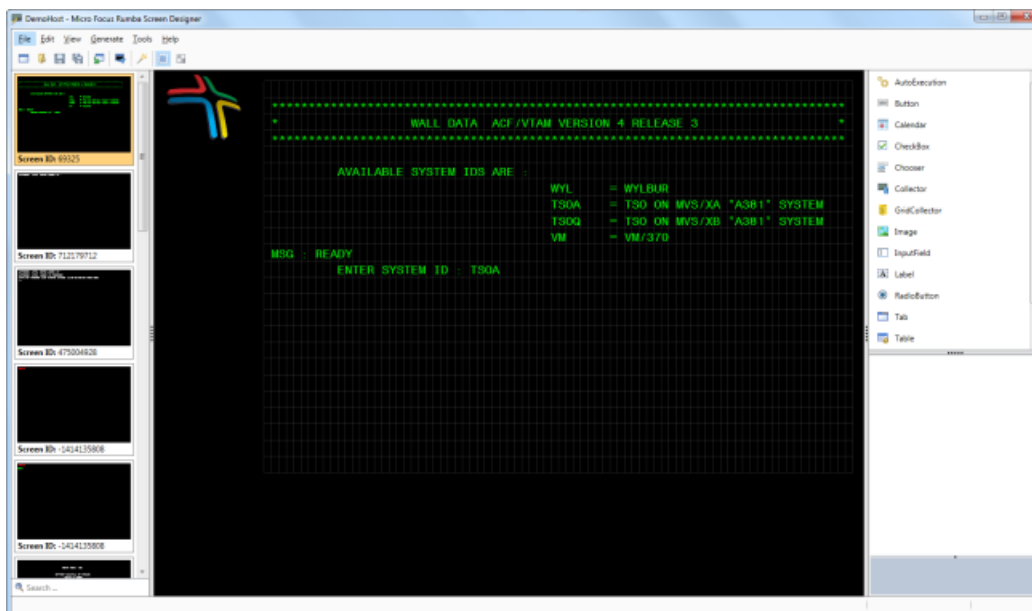 DemoHost - Micro Focus Rumba Screen Designer
File Edit View Generate Tools Help
Screen ID: 69325
Screen ID: 712179712
Screen ID: 475004928
Screen ID: -1414135808
Screen ID: -1414135808
Search ...
*******************************************************************************
* WALL DATA ACF/VTAM VERSION 4 RELEASE 3 *
*******************************************************************************
AVAILABLE SYSTEM IDS ARE :
WYL = WYLBUR
TSOA = TSO ON MVS/XA "A381" SYSTEM
TSOQ = TSO ON MVS/XB "A381" SYSTEM
VM = VM/370
MSG : READY
ENTER SYSTEM ID : TSOA
AutoExecution
Button
Calendar
CheckBox
Chooser
Collector
GridCollector
Image
InputField
Label
RadioButton
Tab
Table